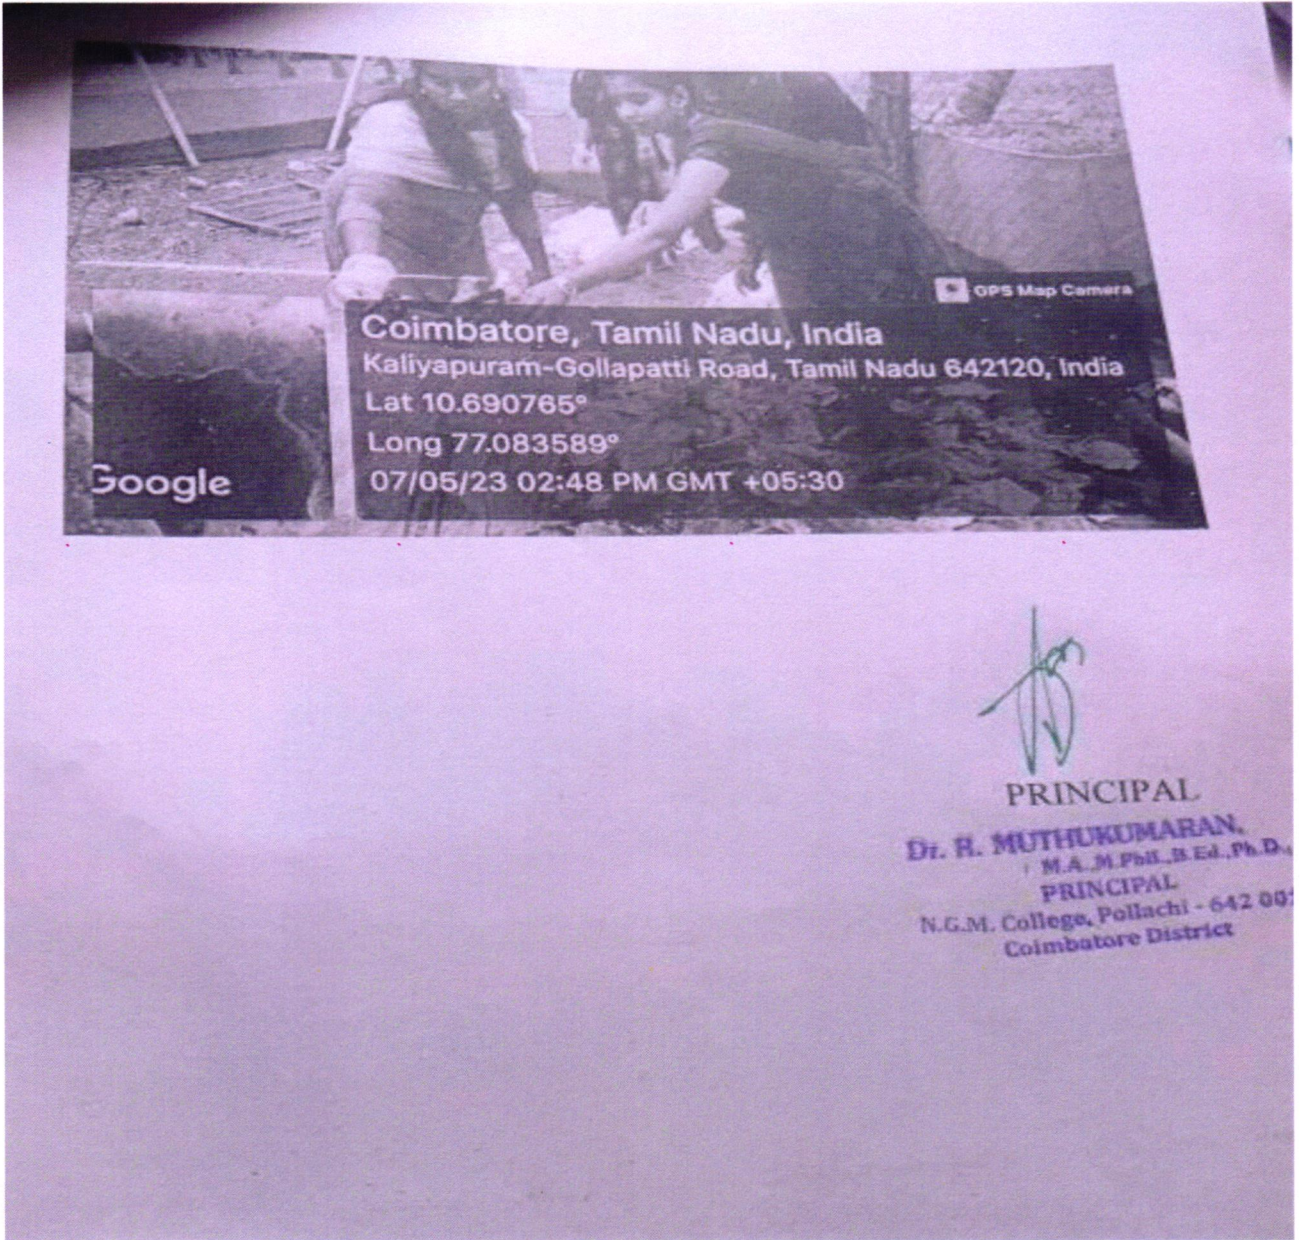 GPS Map Camera
Coimbatore, Tamil Nadu, India
Kaliyapuram-Gollapatti Road, Tamil Nadu 642120, India
Lat 10.690765°
Long 77.083589°
07/05/23 02:48 PM GMT +05:30
Google
PRINCIPAL
Dr. R. MUTHUKUMARAN,
M.A.,M.Phil.,B.Ed.,Ph.D.,
PRINCIPAL
N.G.M. College, Pollachi - 642 00
Coimbatore District